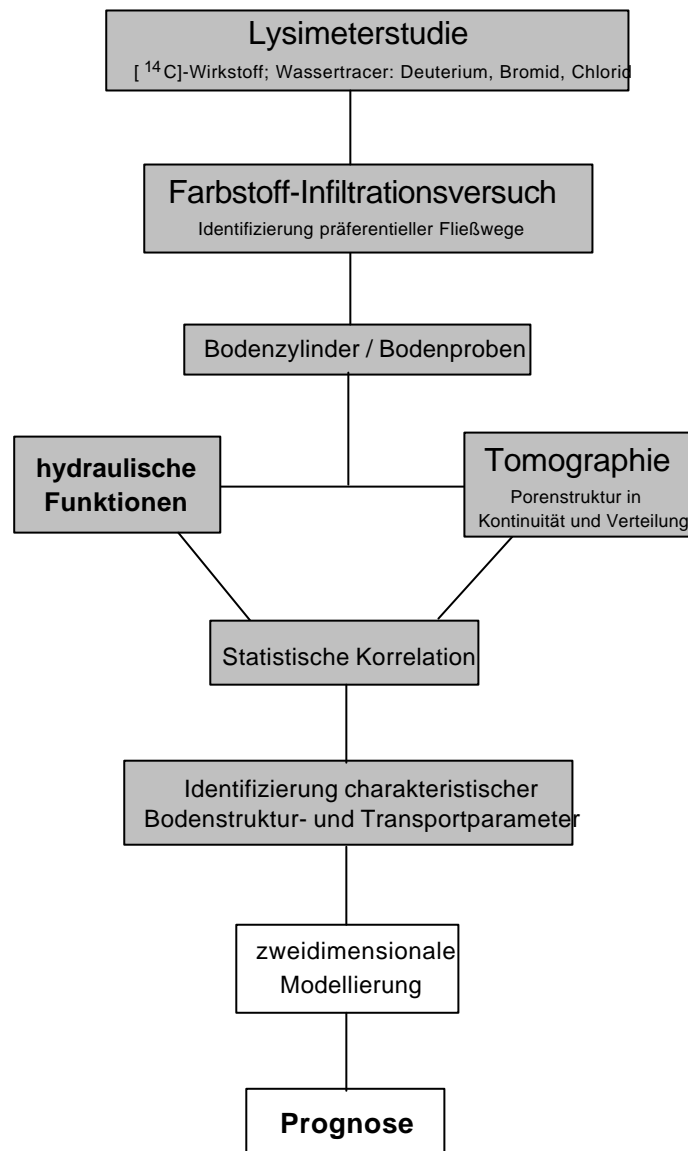 Lysimeterstudie
[ 14C]-Wirkstoff; Wassertracer: Deuterium, Bromid, Chlorid
Farbstoff-Infiltrationsversuch
Identifizierung präferentieller Fließwege
Bodenzylinder / Bodenproben
hydraulische
Funktionen
Tomographie
Porenstruktur in
Kontinuität und Verteilung
Statistische Korrelation
Identifizierung charakteristischer
Bodenstruktur- und Transportparameter
zweidimensionale
Modellierung
Prognose